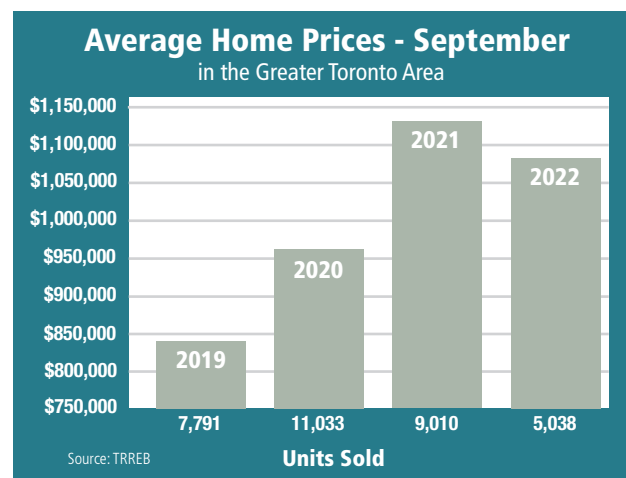 Average Home Prices - September
in the Greater Toronto Area
$1,150,000
$1,100,000
$1,050,000
$1,000,000
$950,000
$900,000
$850,000
$800,000
$750,000
2019
2020
2021
2022
7,791 11,033 9,010 5,038
Source: TRREB
Units Sold